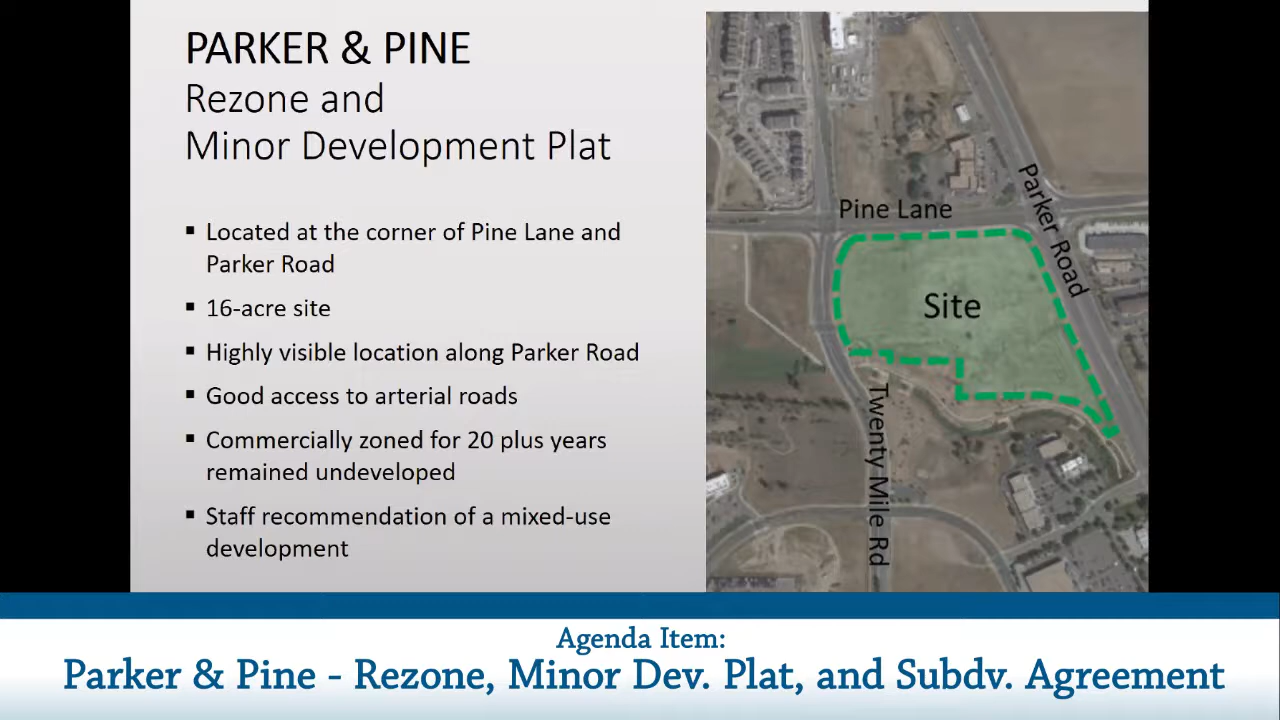 PARKER & PINE
Rezone and
Minor Development Plat
▪ Located at the corner of Pine Lane and
Parker Road
▪ 16-acre site
▪ Highly visible location along Parker Road
▪ Good access to arterial roads
▪ Commercially zoned for 20 plus years
remained undeveloped
▪ Staff recommendation of a mixed-use
development
Pine Lane
Parker Road
Site
Twenty Mile Rd
Agenda Item:
Parker & Pine - Rezone, Minor Dev. Plat, and Subdv. Agreement